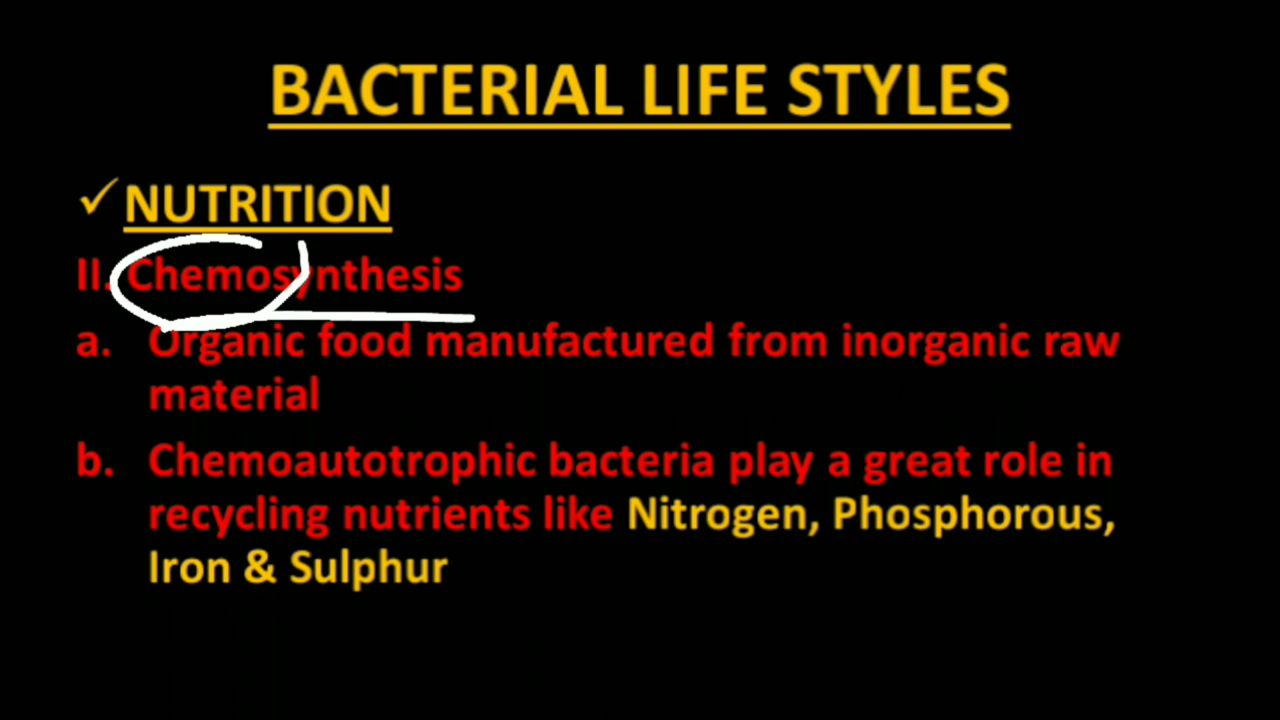 BACTERIAL LIFE STYLES
✓NUTRITION
II. Chemosynthesis
a. Organic food manufactured from inorganic raw
material
b. Chemoautotrophic bacteria play a great role in
recycling nutrients like Nitrogen, Phosphorous,
Iron & Sulphur